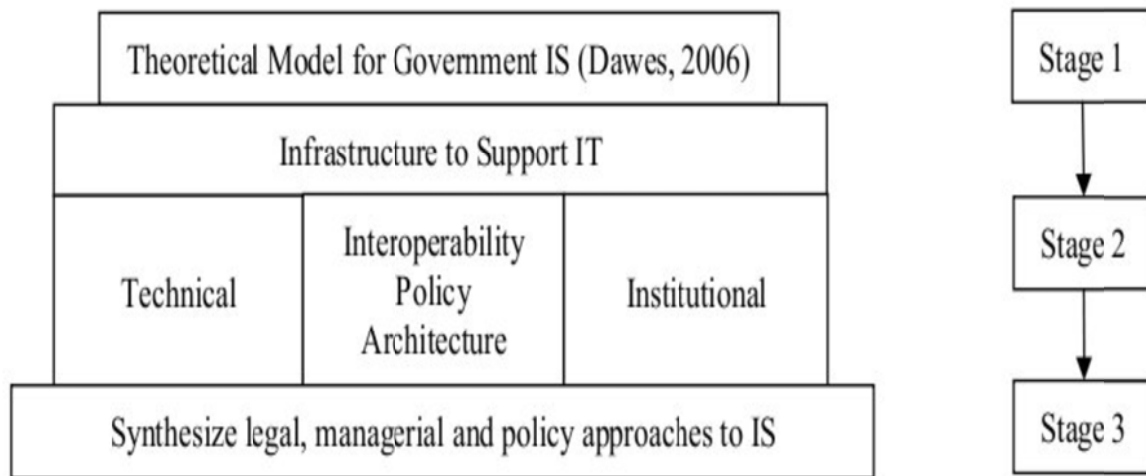 Theoretical Model for Government IS (Dawes, 2006)
Stage 1
Infrastructure to Support IT
Technical
Interoperability
Policy
Architecture
Institutional
Stage 2
Synthesize legal, managerial and policy approaches to IS
Stage 3